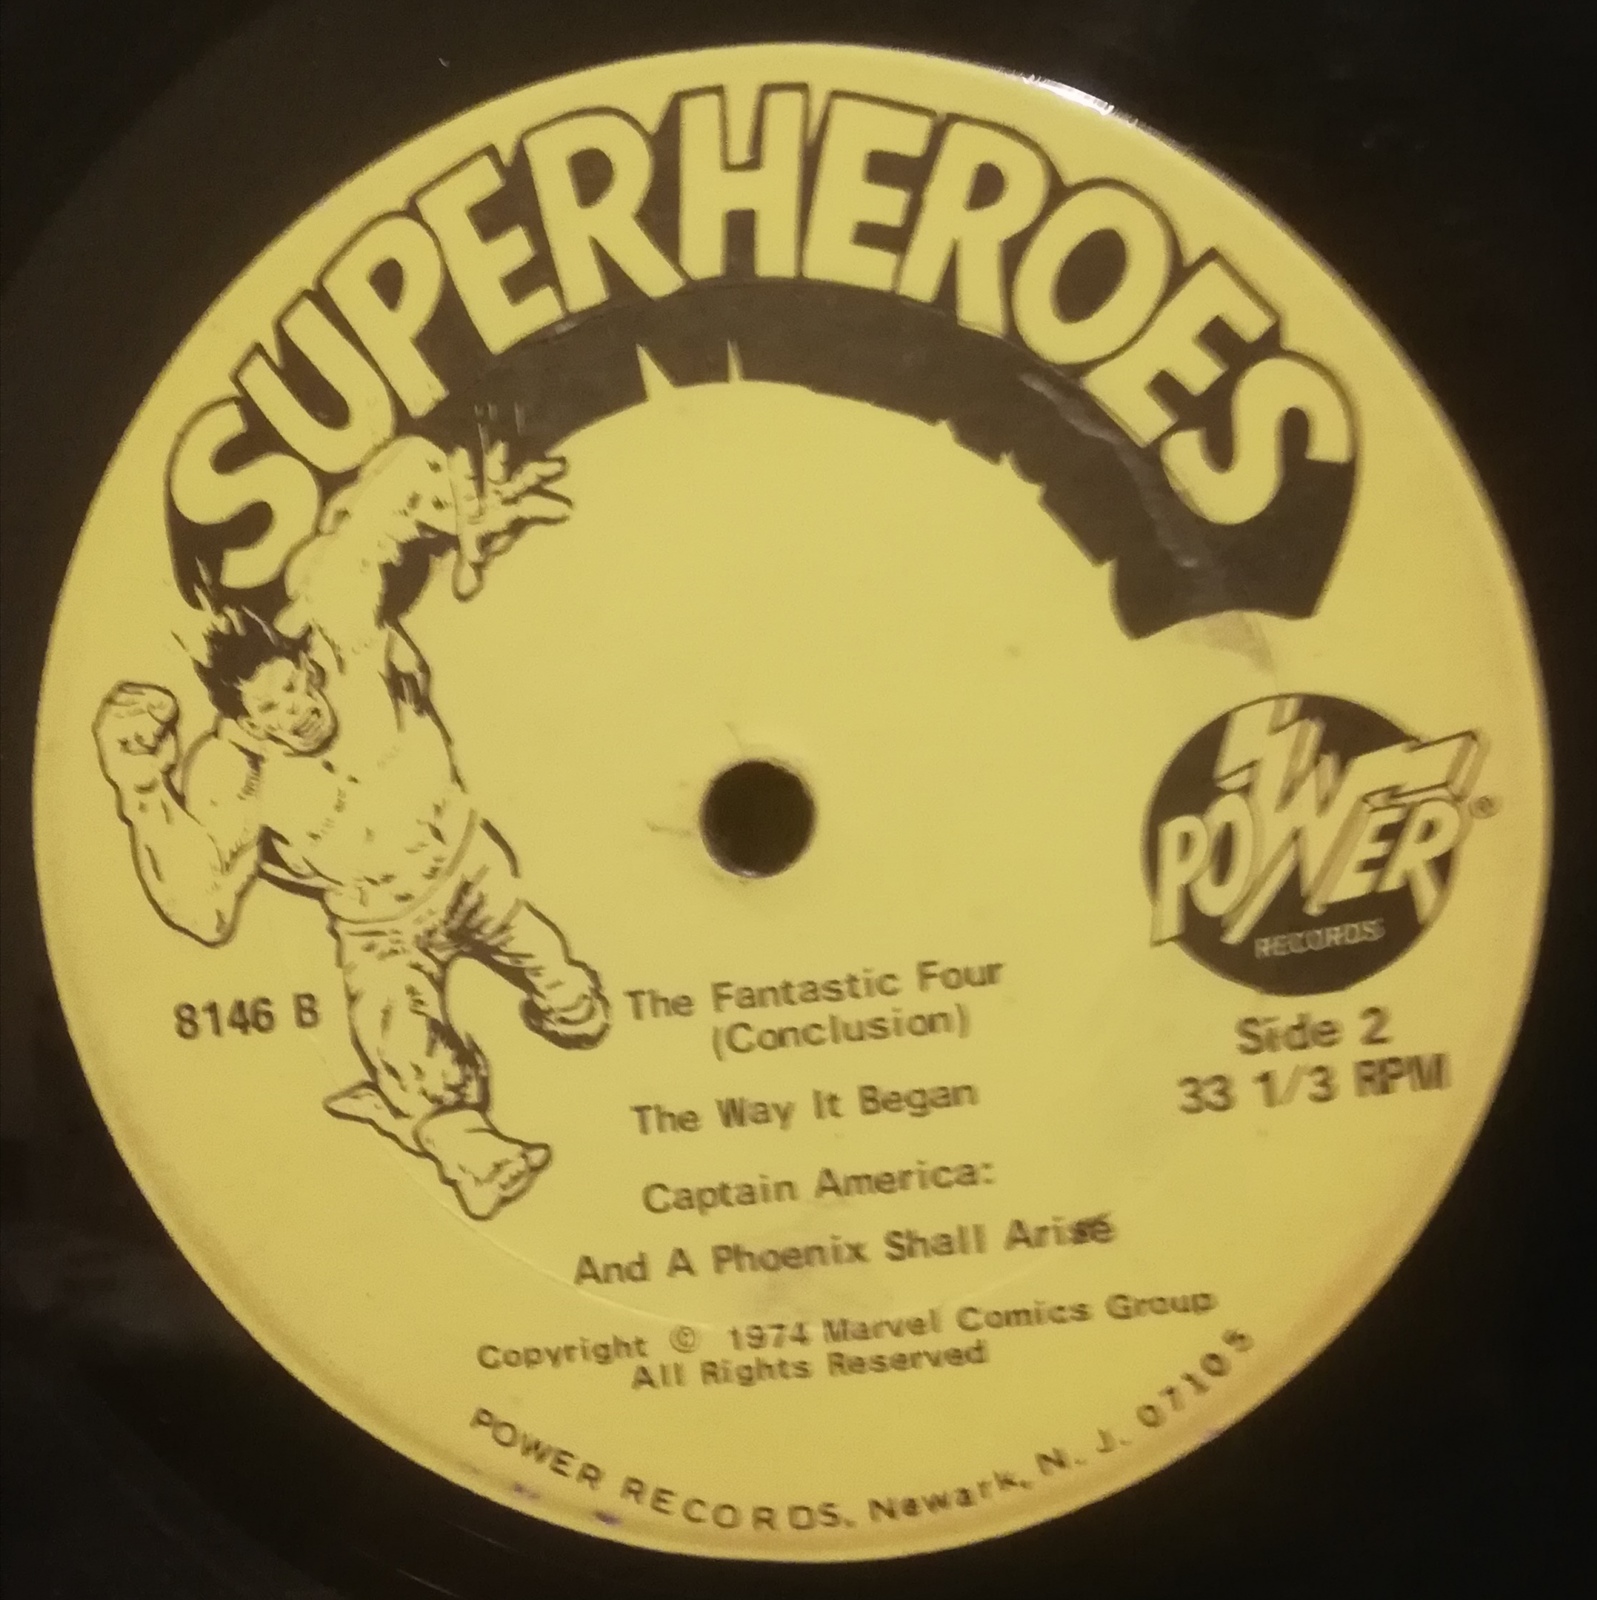 SUPERHEROES
POWER®
RECORDS
8146 B
Side 2
33 1/3 RPM
The Fantastic Four
(Conclusion)
The Way It Began
Captain America:
And A Phoenix Shall Arise
Copyright © 1974 Marvel Comics Group
All Rights Reserved
POWER RECORDS, Newark, N. J. 07105